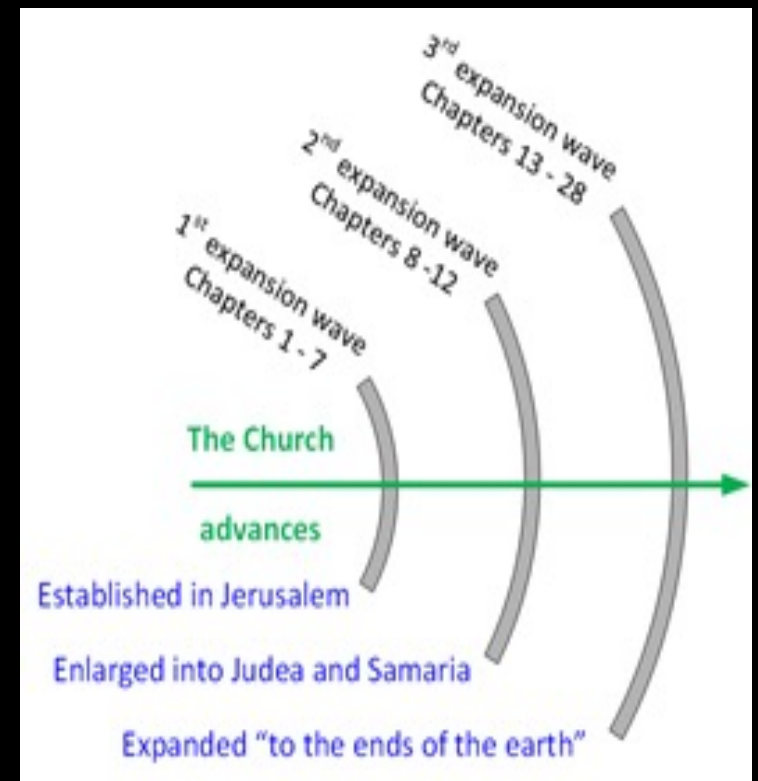 1st expansion wave
Chapters 1 - 7
2nd expansion wave
Chapters 8 -12
3rd expansion wave
Chapters 13 - 28
The Church
advances
Established in Jerusalem
Enlarged into Judea and Samaria
Expanded “to the ends of the earth”